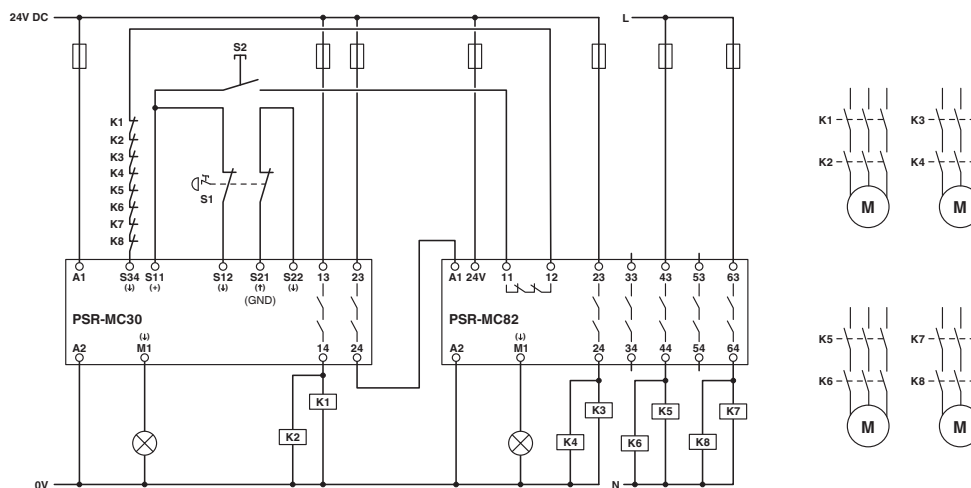 24V DC
L
S2
K1
K2
K3
K4
K5
K6
K7
K8
S1
A1 S34 S11 S12 S21 S22 13 23
(↓) (+) (↓) (↑) (↓)
(GND)
PSR-MC30
(↓)
A2 M1 14 24
A1 24V 11 12 23 33 43 53 63
PSR-MC82
(↓)
A2 M1 24 34 44 54 64
K1
K2
K3
K4
K5
K6
K7
K8
0V
N
K1 K3
K2 K4
M M
K5 K7
K6 K8
M M